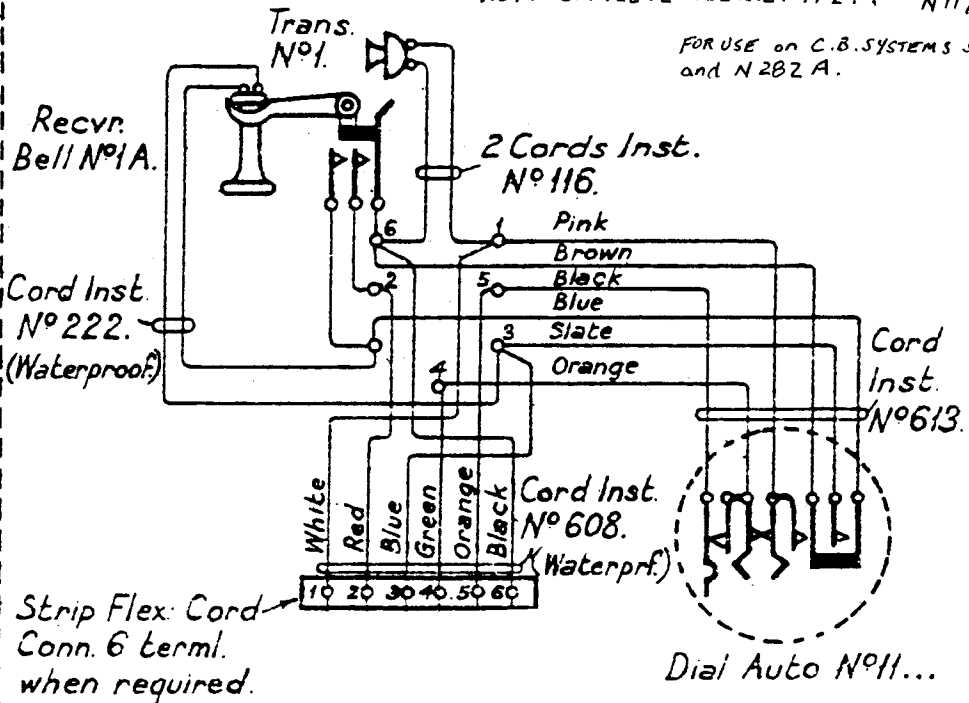 FOR USE on C.B. SYSTEMS
and N 282 A.
Trans.
Nº1.
Recvr.
Bell Nº1A.
2 Cords Inst.
Nº 116.
6
1
Pink
Brown
2
5
Black
Blue
Cord Inst.
Nº 222.
(Waterproof)
3
Slate
4
Orange
Cord
Inst.
Nº613.
White
Red
Blue
Green
Orange
Black
Cord Inst.
Nº 608.
(Waterprf.)
1 2 3 4 5 6
Strip Flex: Cord
Conn. 6 terml.
when required.
Dial Auto Nº11...